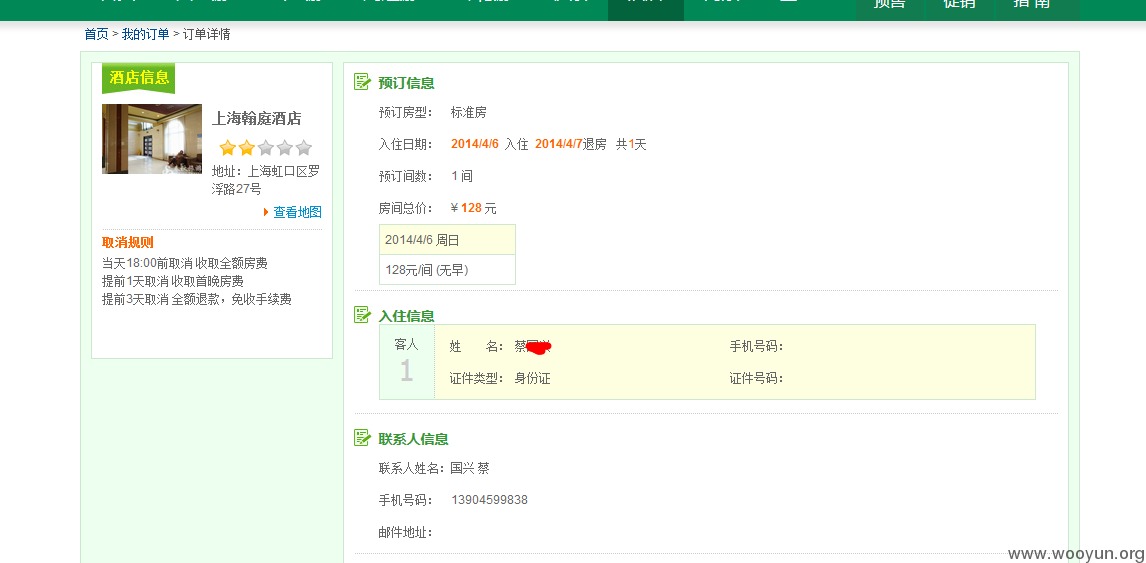 预售 促销 指 南
首页 > 我的订单 > 订单详情
酒店信息
上海翰庭酒店
地址：上海虹口区罗
浮路27号
查看地图
取消规则
当天18:00前取消 收取全额房费
提前1天取消 收取首晚房费
提前3天取消 全额退款，免收手续费
预订信息
预订房型： 标准房
入住日期： 2014/4/6 入住 2014/4/7退房 共1天
预订间数： 1 间
房间总价： ¥ 128 元
2014/4/6 周日
128元/间 (无早)
入住信息
客人
1
姓 名： 蔡
手机号码：
证件类型： 身份证
证件号码：
联系人信息
联系人姓名： 国兴 蔡
手机号码： 13904599838
邮件地址：
www.wooyun.org